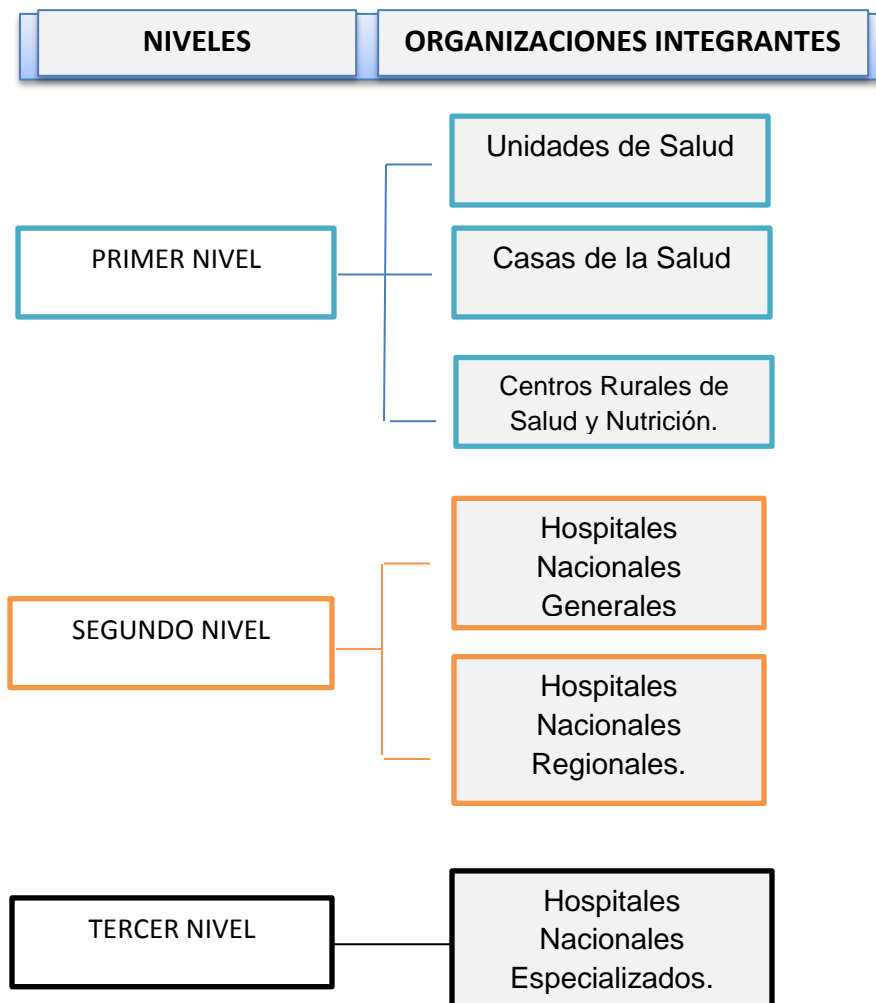 NIVELES
ORGANIZACIONES INTEGRANTES
PRIMER NIVEL
Unidades de Salud
Casas de la Salud
Centros Rurales de
Salud y Nutrición.
SEGUNDO NIVEL
Hospitales
Nacionales
Generales
Hospitales
Nacionales
Regionales.
TERCER NIVEL
Hospitales
Nacionales
Especializados.